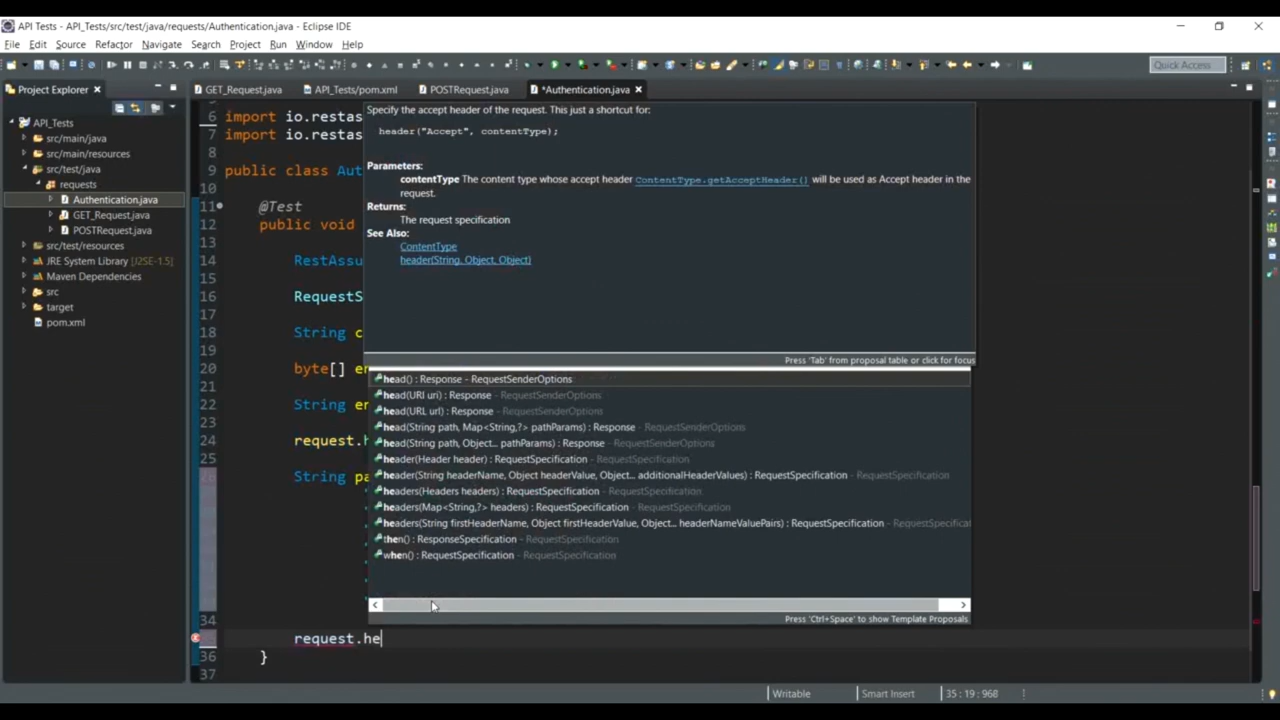 API Tests - API_Tests/src/test/java/requests/Authentication.java - Eclipse IDE
File Edit Source Refactor Navigate Search Project Run Window Help
Quick Access
Project Explorer
GET_Request.java
API_Tests/pom.xml
POSTRequest.java
*Authentication.java
API_Tests
src/main/java
src/main/resources
src/test/java
requests
Authentication.java
GET_Request.java
POSTRequest.java
src/test/resources
JRE System Library [J2SE-1.5]
Maven Dependencies
src
target
pom.xml
6 import io.restas
7 import io.restas
8
9 public class Aut
10
11 @Test
12 public void
13
14 RestAssu
15
16 RequestS
17
18 String c
19
20 byte[] en
21
22 String en
23
24 request.h
25
26 String pa
34
request.he
36 }
37
Specify the accept header of the request. This just a shortcut for:
header("Accept", contentType);
Parameters:
contentType The content type whose accept header ContentType.getAcceptHeader() will be used as Accept header in the
request.
Returns:
The request specification
See Also:
ContentType
header(String, Object, Object)
Press 'Tab' from proposal table or click for focus
head() : Response - RequestSenderOptions
head(URI uri) : Response - RequestSenderOptions
head(URL url) : Response - RequestSenderOptions
head(String path, Map<String,?> pathParams) : Response - RequestSenderOptions
head(String path, Object... pathParams) : Response - RequestSenderOptions
header(Header header) : RequestSpecification - RequestSpecification
header(String headerName, Object headerValue, Object... additionalHeaderValues) : RequestSpecification - RequestSpecification
headers(Headers headers) : RequestSpecification - RequestSpecification
headers(Map<String,?> headers) : RequestSpecification - RequestSpecification
headers(String firstHeaderName, Object firstHeaderValue, Object... headerNameValuePairs) : RequestSpecification - RequestSpecificat
then() : ResponseSpecification - RequestSpecification
when() : RequestSpecification - RequestSpecification
Press 'Ctrl+Space' to show Template Proposals
Writable
Smart Insert
35 : 19 : 968